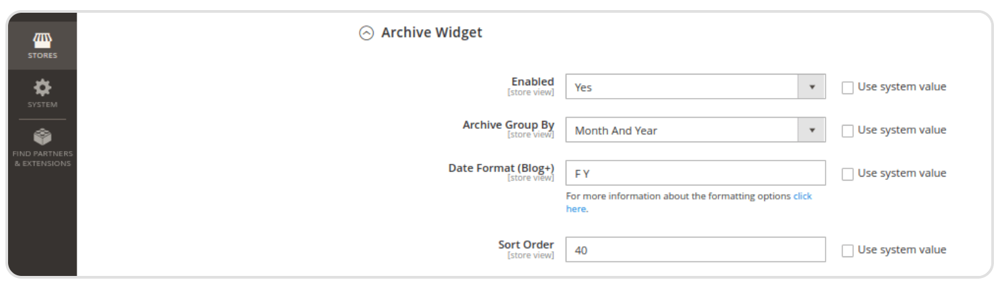 STORES
SYSTEM
FIND PARTNERS
& EXTENSIONS
Archive Widget
Enabled
[store view]
Yes
Use system value
Archive Group By
[store view]
Month And Year
Use system value
Date Format (Blog+)
[store view]
F Y
Use system value
For more information about the formatting options click
here.
Sort Order
[store view]
40
Use system value